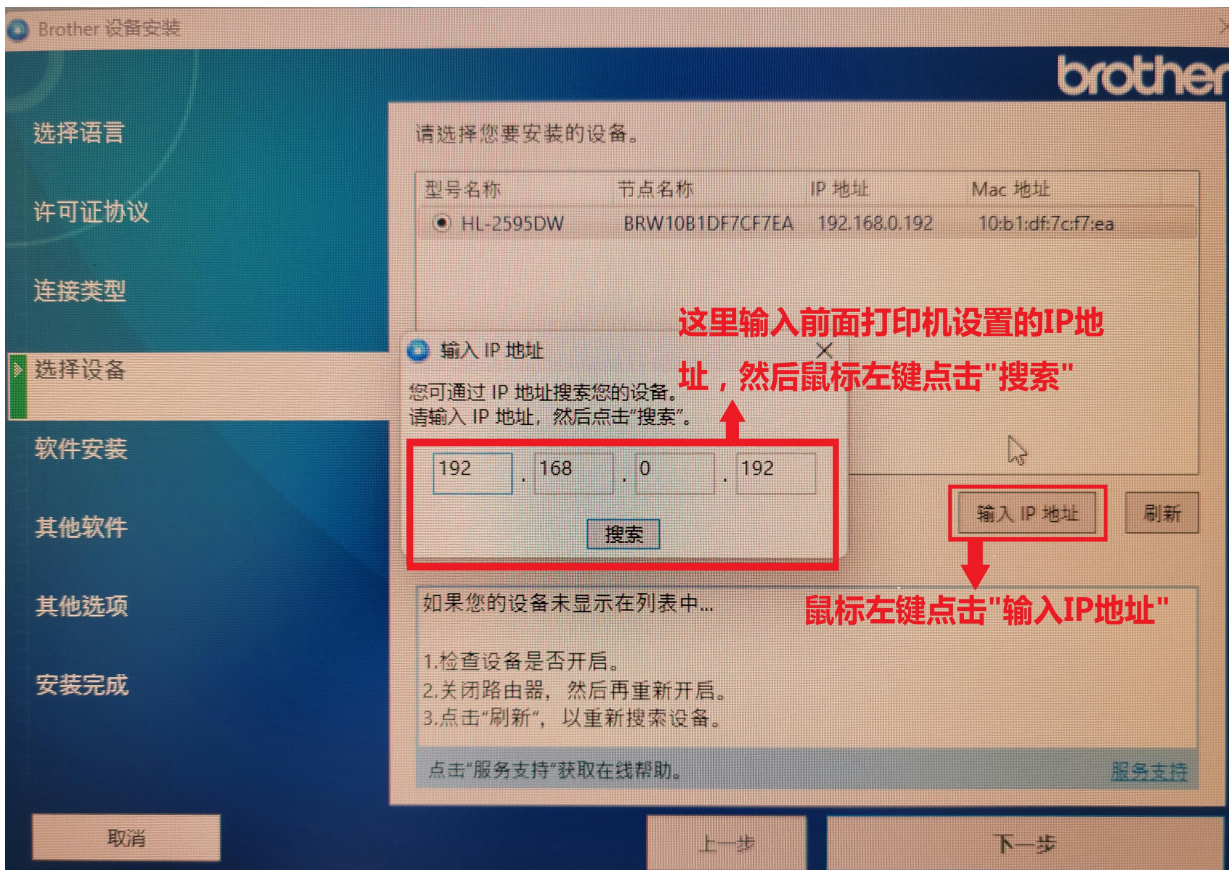 Brother 设备安装
brother
选择语言
许可证协议
连接类型
选择设备
软件安装
其他软件
其他选项
安装完成
请选择您要安装的设备。
型号名称 节点名称 IP 地址 Mac 地址
HL-2595DW BRW10B1DF7CF7EA 192.168.0.192 10:b1:df:7c:f7:ea
这里输入前面打印机设置的IP地
址，然后鼠标左键点击"搜索"
输入 IP 地址
您可通过 IP 地址搜索您的设备。
请输入 IP 地址，然后点击“搜索”。
192 . 168 . 0 . 192
搜索
输入 IP 地址 刷新
鼠标左键点击"输入IP地址"
如果您的设备未显示在列表中...
1.检查设备是否开启。
2.关闭路由器，然后再重新开启。
3.点击“刷新”，以重新搜索设备。
点击“服务支持”获取在线帮助。 服务支持
取消 上一步 下一步